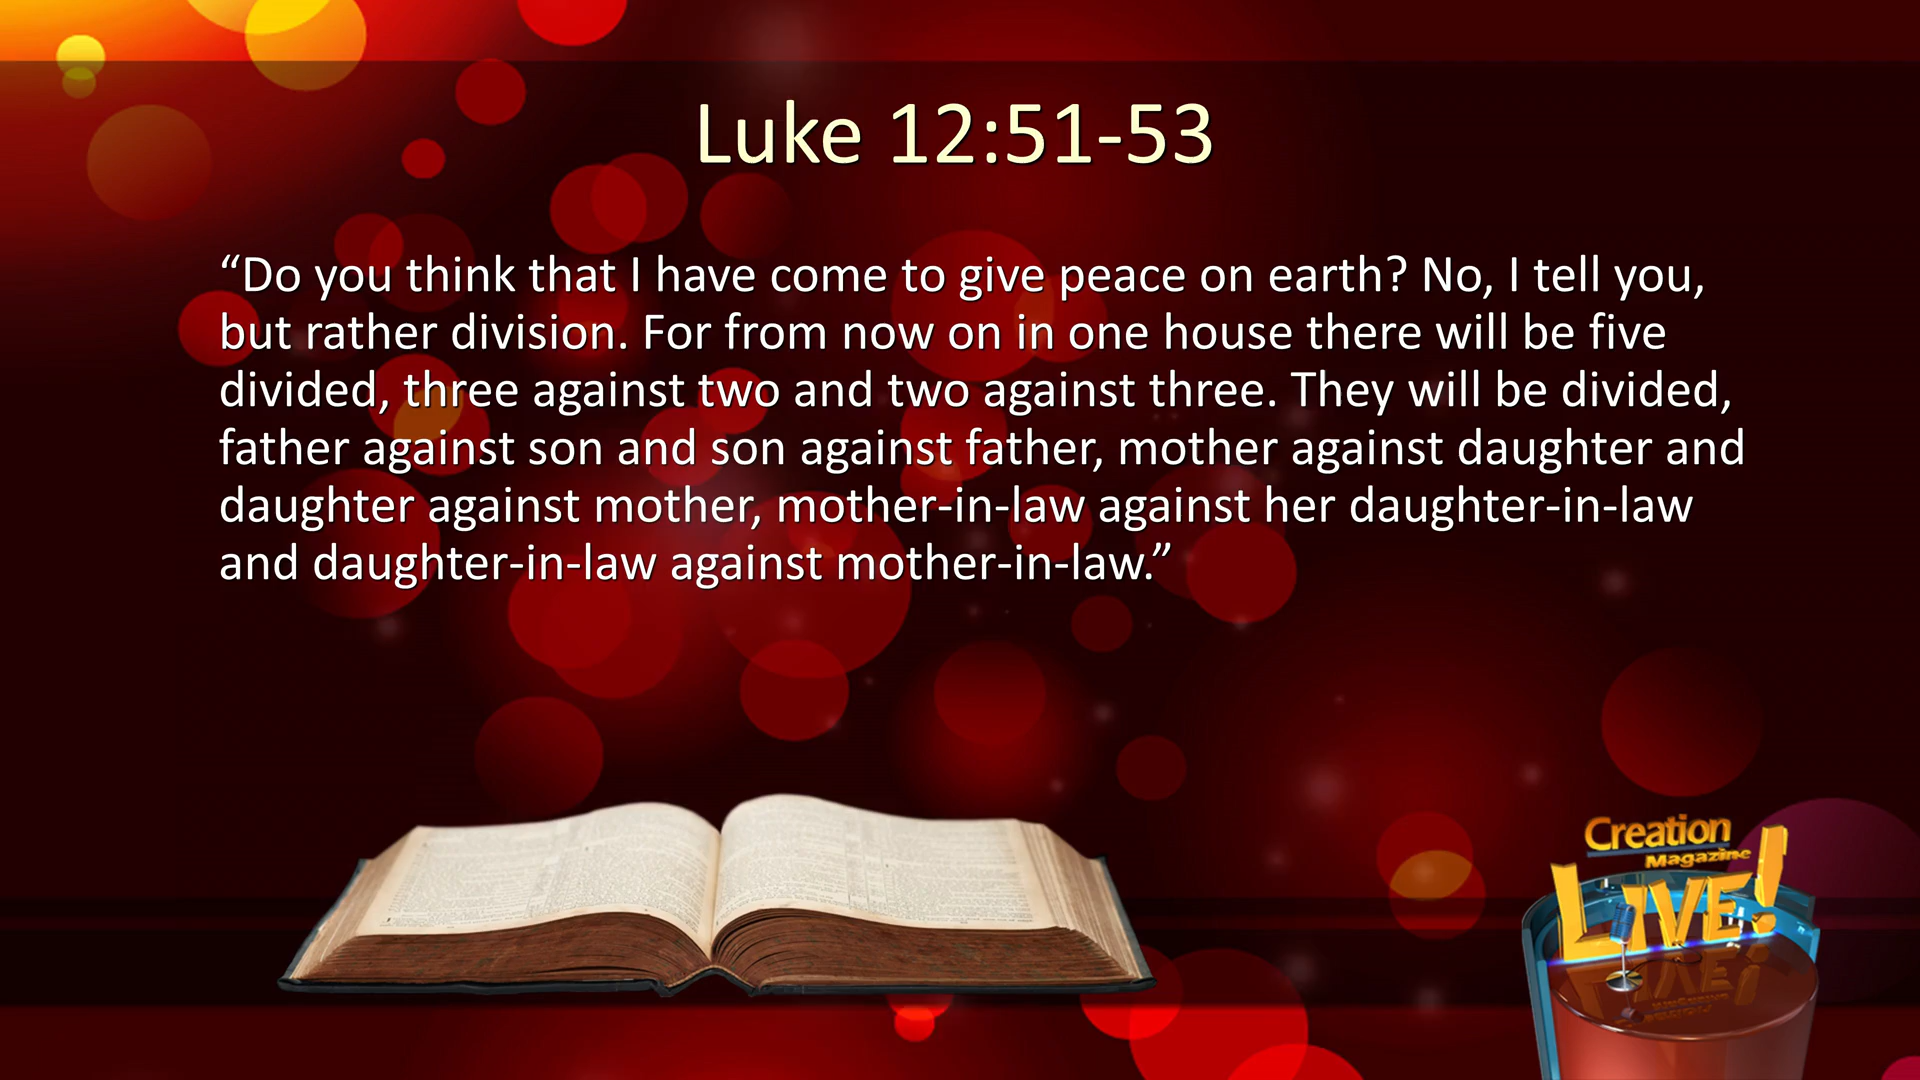 Luke 12:51-53
“Do you think that I have come to give peace on earth? No, I tell you,
but rather division. For from now on in one house there will be five
divided, three against two and two against three. They will be divided,
father against son and son against father, mother against daughter and
daughter against mother, mother-in-law against her daughter-in-law
and daughter-in-law against mother-in-law.”
Creation
Magazine
LIVE!